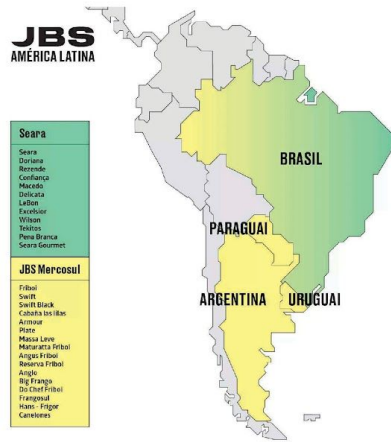 JBS
AMÉRICA LATINA
Seara
Seara
Doriana
Rezende
Confiança
Macedo
Delicata
LeBon
Excelsior
Wilson
Tekitos
Pena Branca
Seara Gourmet
JBS Mercosul
Friboi
Swift
Swift Black
Cabaña las lilas
Armour
Plate
Massa Leve
Maturatta Friboi
Angus Friboi
Reserva Friboi
Anglo
Big Frango
Do Chef Friboi
Frangosul
Hans - Frigor
Canelones
BRASIL
PARAGUAI
ARGENTINA
URUGUAI